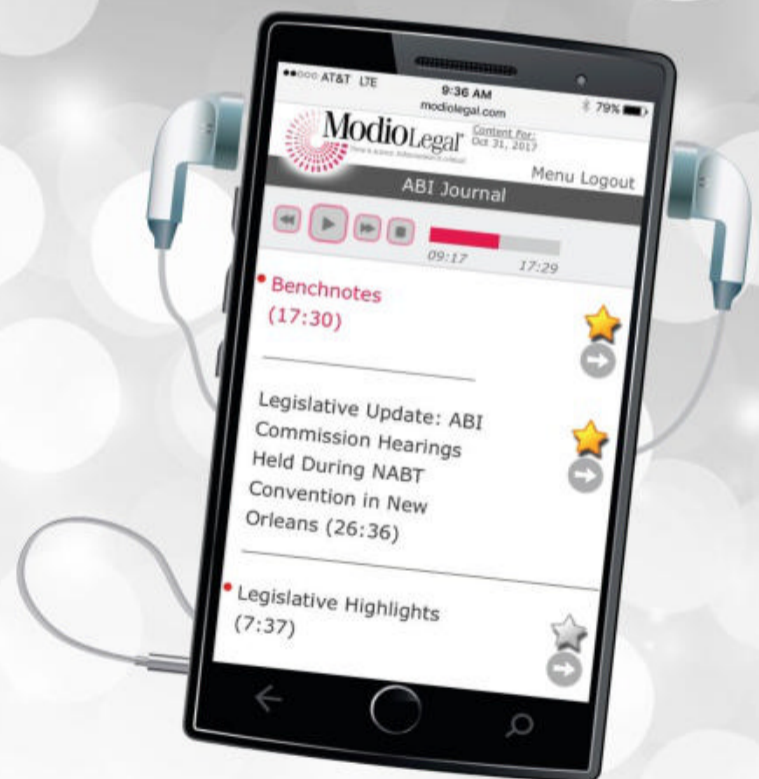 AT&T LTE 9:36 AM 79%
modiolegal.com
ModioLegal
Content For:
Oct 31, 2017
Menu Logout
ABI Journal
09:17 17:29
Benchnotes
(17:30)
Legislative Update: ABI
Commission Hearings
Held During NABT
Convention in New
Orleans (26:36)
Legislative Highlights
(7:37)